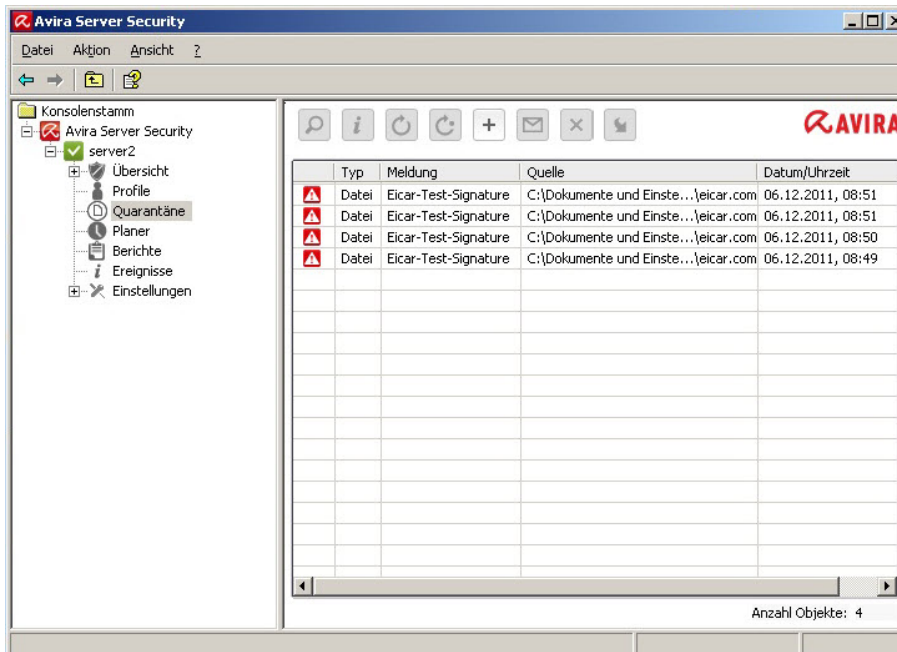 Avira Server Security
Datei Aktion Ansicht ?
Konsolenstamm
Avira Server Security
server2
Übersicht
Profile
Quarantäne
Planer
Berichte
Ereignisse
Einstellungen
AVIRA
Typ Meldung Quelle Datum/Uhrzeit
Datei Eicar-Test-Signature C:\Dokumente und Einste...\eicar.com 06.12.2011, 08:51
Datei Eicar-Test-Signature C:\Dokumente und Einste...\eicar.com 06.12.2011, 08:51
Datei Eicar-Test-Signature C:\Dokumente und Einste...\eicar.com 06.12.2011, 08:50
Datei Eicar-Test-Signature C:\Dokumente und Einste...\eicar.com 06.12.2011, 08:49
Anzahl Objekte: 4